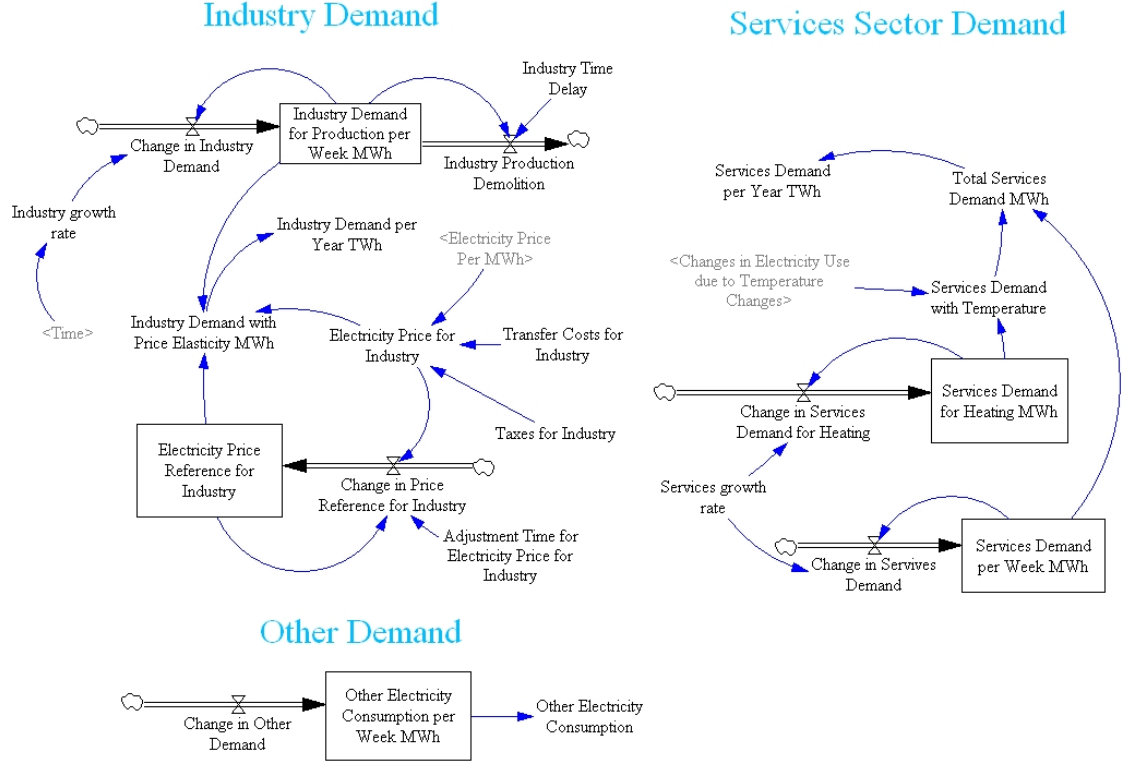 Industry Demand
Industry Time
Delay
Industry Demand
for Production per
Week MWh
Change in Industry
Demand
Industry Production
Demolition
Industry growth
rate
Industry Demand per
Year TWh
<Electricity Price
Per MWh>
<Time>
Industry Demand with
Price Elasticity MWh
Electricity Price for
Industry
Transfer Costs for
Industry
Taxes for Industry
Electricity Price
Reference for
Industry
Change in Price
Reference for Industry
Adjustment Time for
Electricity Price for
Industry
Services Sector Demand
Services Demand
per Year TWh
Total Services
Demand MWh
<Changes in Electricity Use
due to Temperature
Changes>
Services Demand
with Temperature
Services Demand
for Heating MWh
Change in Services
Demand for Heating
Services growth
rate
Services Demand
per Week MWh
Change in Servives
Demand
Other Demand
Other Electricity
Consumption per
Week MWh
Change in Other
Demand
Other Electricity
Consumption